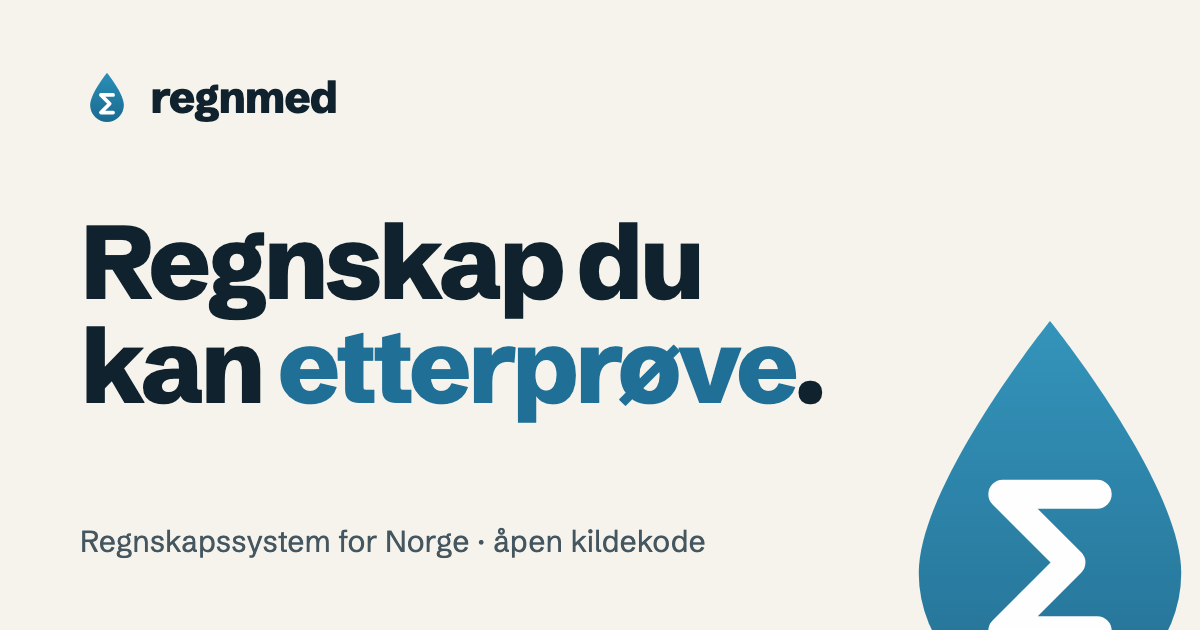 regnmed
Regnskap du
kan etterprøve.
Regnskapssystem for Norge · åpen kildekode